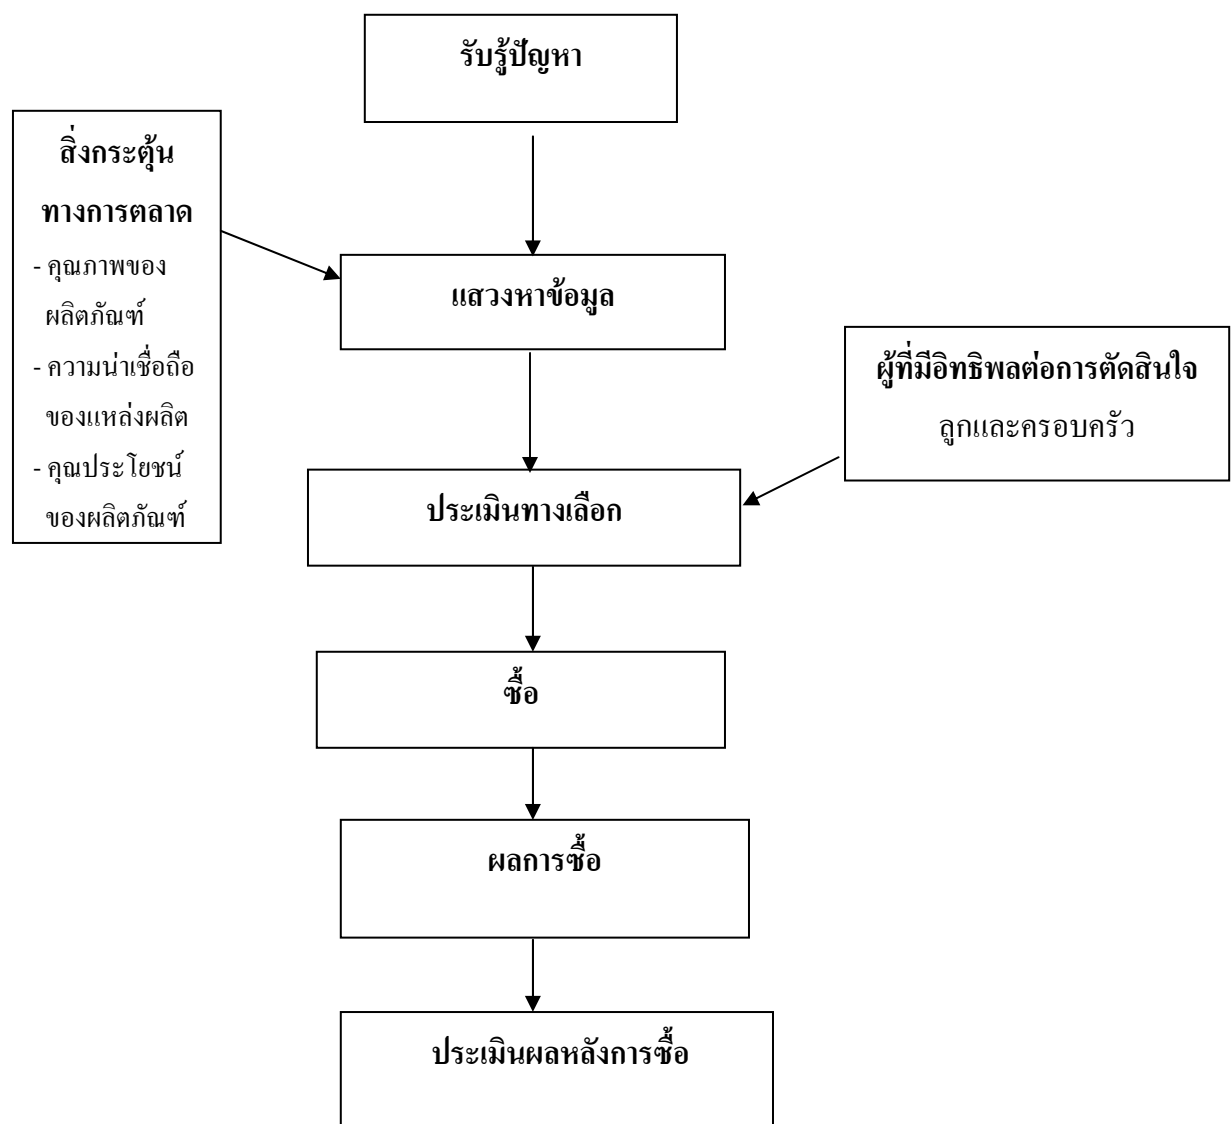 รับรู้ปัญหา
สิ่งกระตุ้น
ทางการตลาด
- คุณภาพของ
ผลิตภัณฑ์
- ความน่าเชื่อถือ
ของแหล่งผลิต
- คุณประโยชน์
ของผลิตภัณฑ์
แสวงหาข้อมูล
ผู้ที่มีอิทธิพลต่อการตัดสินใจ
ลูกและครอบครัว
ประเมินทางเลือก
ซื้อ
ผลการซื้อ
ประเมินผลหลังการซื้อ